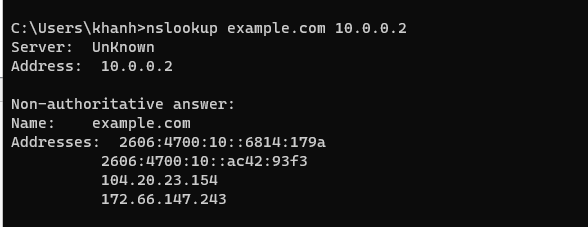 C:\Users\khanh>nslookup example.com 10.0.0.2
Server:  UnKnown
Address:  10.0.0.2
Non-authoritative answer:
Name:    example.com
Addresses:  2606:4700:10::6814:179a
2606:4700:10::ac42:93f3
104.20.23.154
172.66.147.243